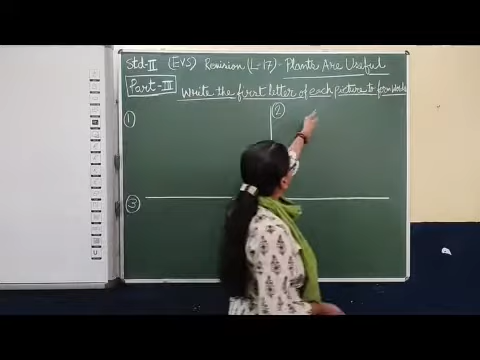 Std-II (EVS) Revision (L-17)- Plants Are Useful
Part-III Write the first letter of each picture to form words
① ②
③